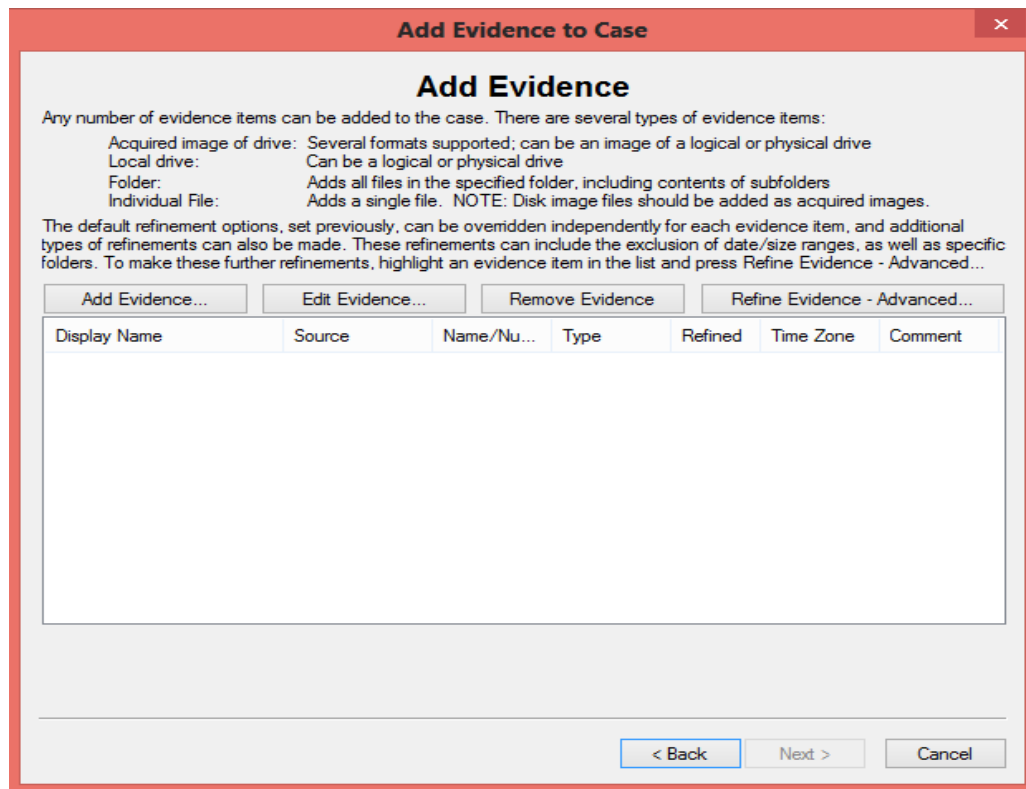 Add Evidence to Case
×
Add Evidence
Any number of evidence items can be added to the case. There are several types of evidence items:
Acquired image of drive: Several formats supported; can be an image of a logical or physical drive
Local drive: Can be a logical or physical drive
Folder: Adds all files in the specified folder, including contents of subfolders
Individual File: Adds a single file. NOTE: Disk image files should be added as acquired images.
The default refinement options, set previously, can be overridden independently for each evidence item, and additional
types of refinements can also be made. These refinements can include the exclusion of date/size ranges, as well as specific
folders. To make these further refinements, highlight an evidence item in the list and press Refine Evidence - Advanced...
Add Evidence... Edit Evidence... Remove Evidence Refine Evidence - Advanced...
Display Name Source Name/Nu... Type Refined Time Zone Comment
< Back Next > Cancel